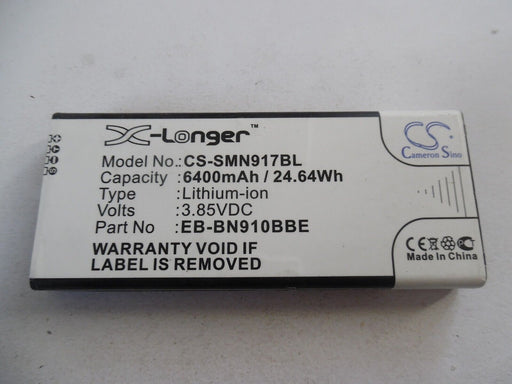 X-Longer
Model No.: CS-SMN917BL
Capacity: 6400mAh / 24.64Wh
Type: Lithium-ion
Volts: 3.85VDC
Part No.: EB-BN910BBE
WARRANTY VOID IF
LABEL IS REMOVED
CS
Cameron Sino
Made In China